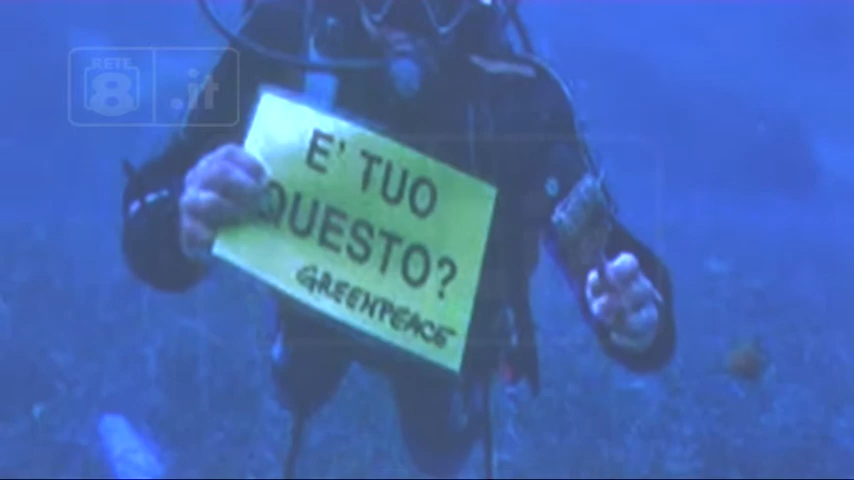 RETE
8 .it
E' TUO
QUESTO?
GREENPEACE